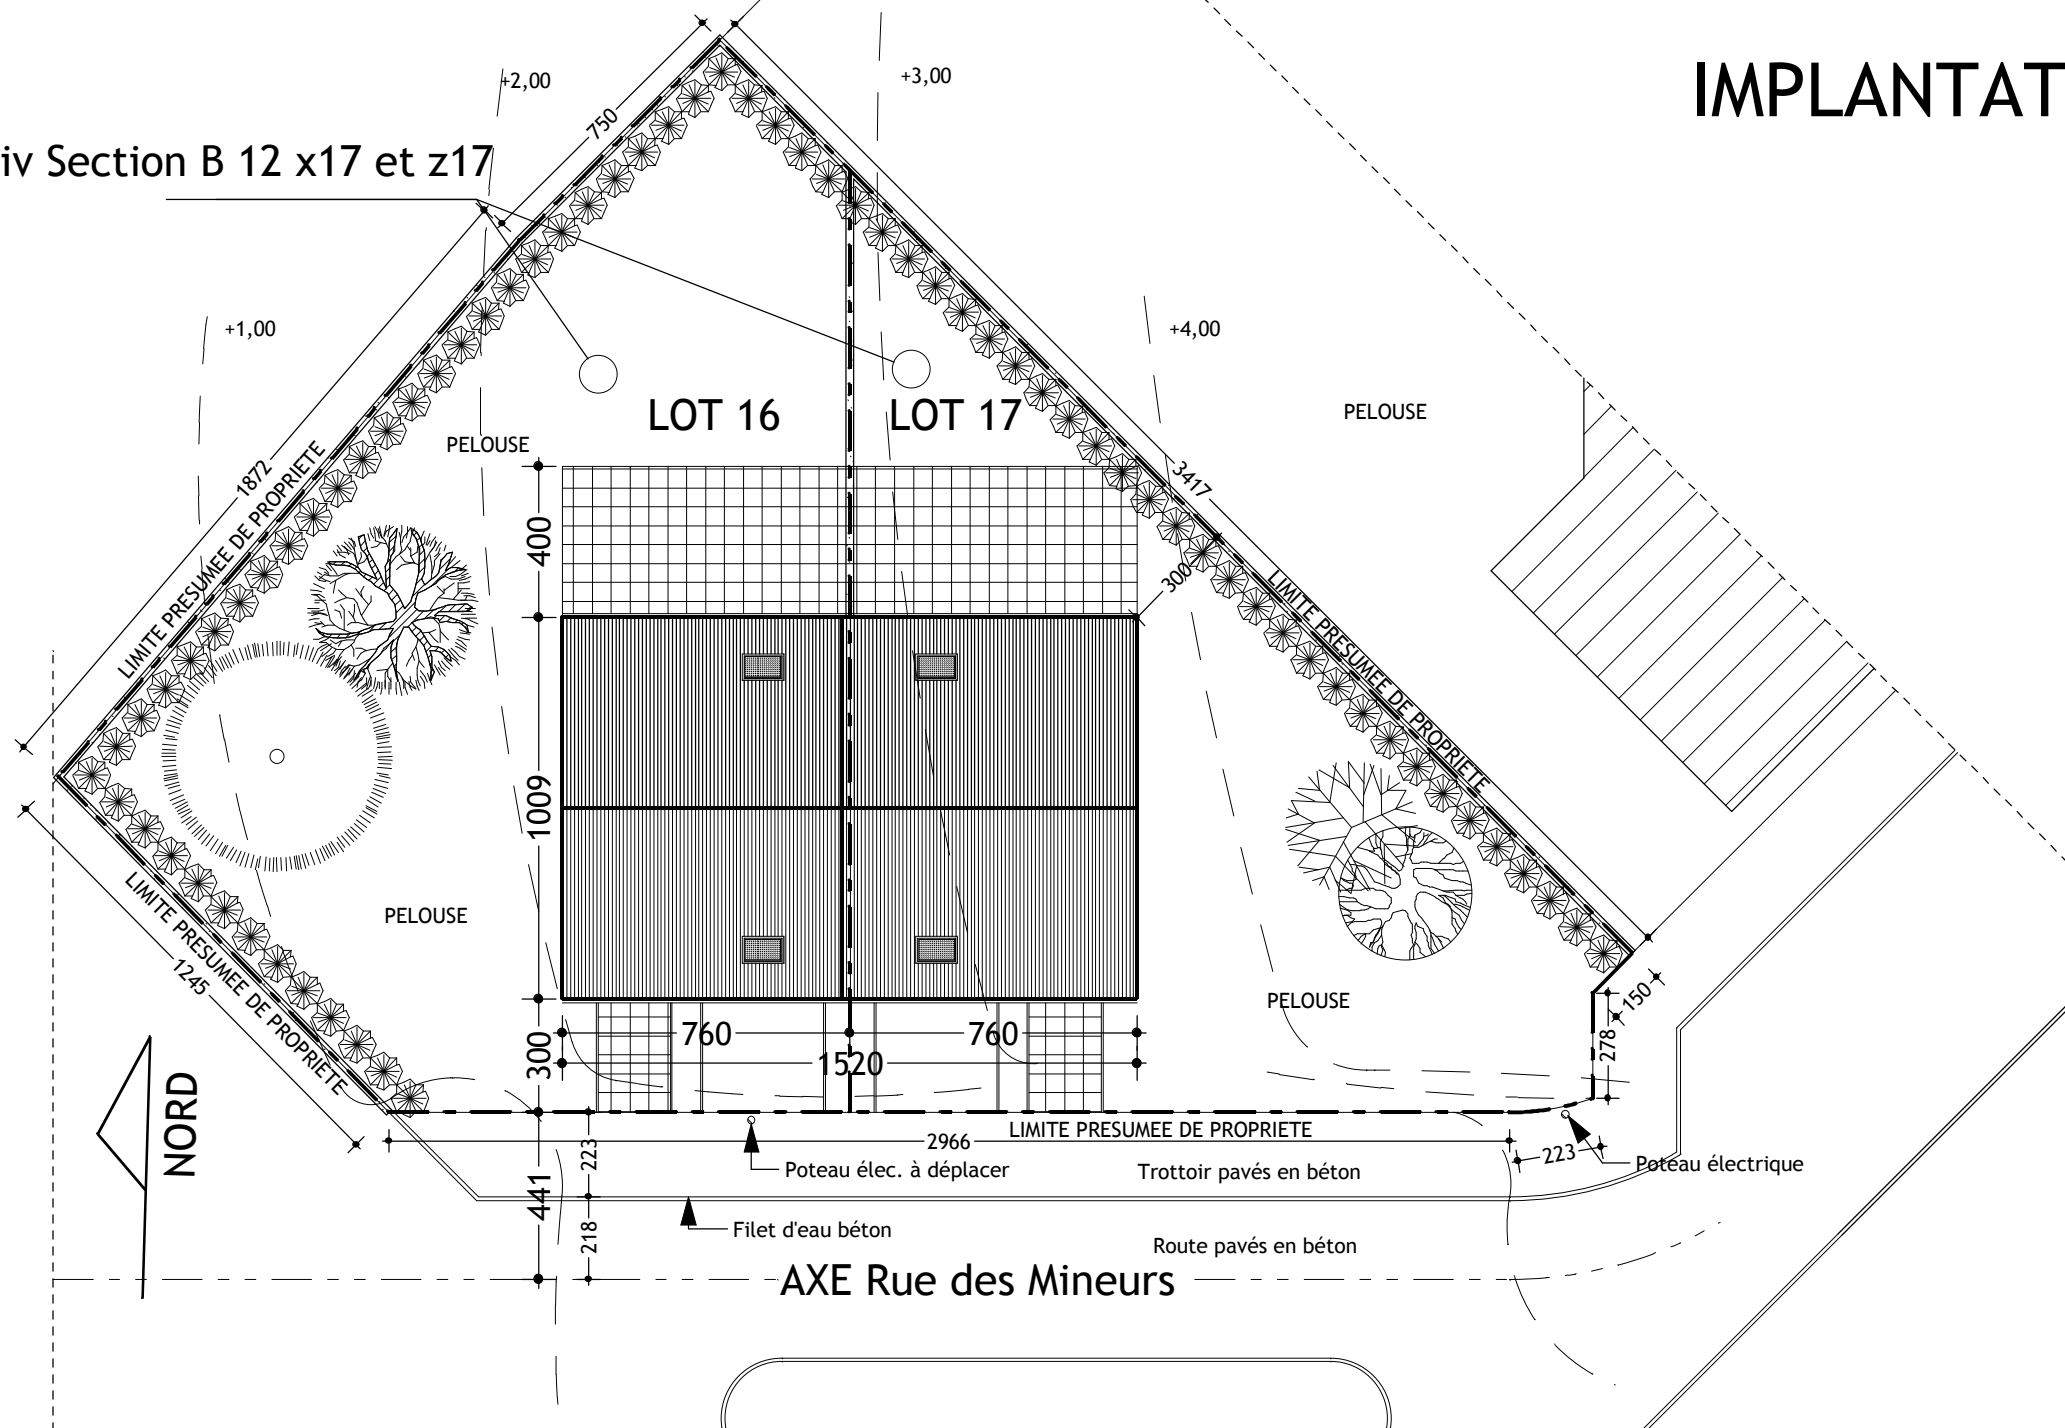 IMPLANTAT
+2,00
+3,00
750
iv Section B 12 x17 et z17
+1,00
+4,00
PELOUSE
LOT 16
LOT 17
PELOUSE
1872
3417
LIMITE PRESUMEE DE PROPRIETE
400
300
LIMITE PRESUMEE DE PROPRIETE
1009
PELOUSE
LIMITE PRESUMEE DE PROPRIETE
1245
PELOUSE
150
760
760
278
300
1520
NORD
LIMITE PRESUMEE DE PROPRIETE
2966
223
223
Poteau élec. à déplacer
Trottoir pavés en béton
Poteau électrique
441
218
Filet d'eau béton
Route pavés en béton
AXE Rue des Mineurs